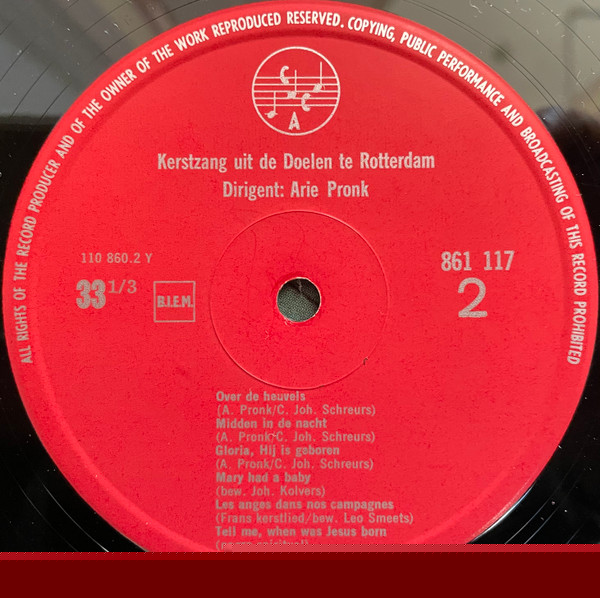 ALL RIGHTS OF THE RECORD PRODUCER AND OF THE OWNER OF THE WORK REPRODUCED RESERVED. COPYING, PUBLIC PERFORMANCE AND BROADCASTING OF THIS RECORD PROHIBITED
C C C
A
Kerstzang uit de Doelen te Rotterdam
Dirigent: Arie Pronk
110 860.2 Y
861 117
33 1/3
B.I.E.M.
2
Over de heuvels
(A. Pronk/C. Joh. Schreurs)
Midden in de nacht
(A. Pronk/C. Joh. Schreurs)
Gloria, Hij is geboren
(A. Pronk/C. Joh. Schreurs)
Mary had a baby
(bew. Joh. Kolvers)
Les anges dans nos campagnes
(Frans kerstlied/bew. Leo Smeets)
Tell me, when was Jesus born